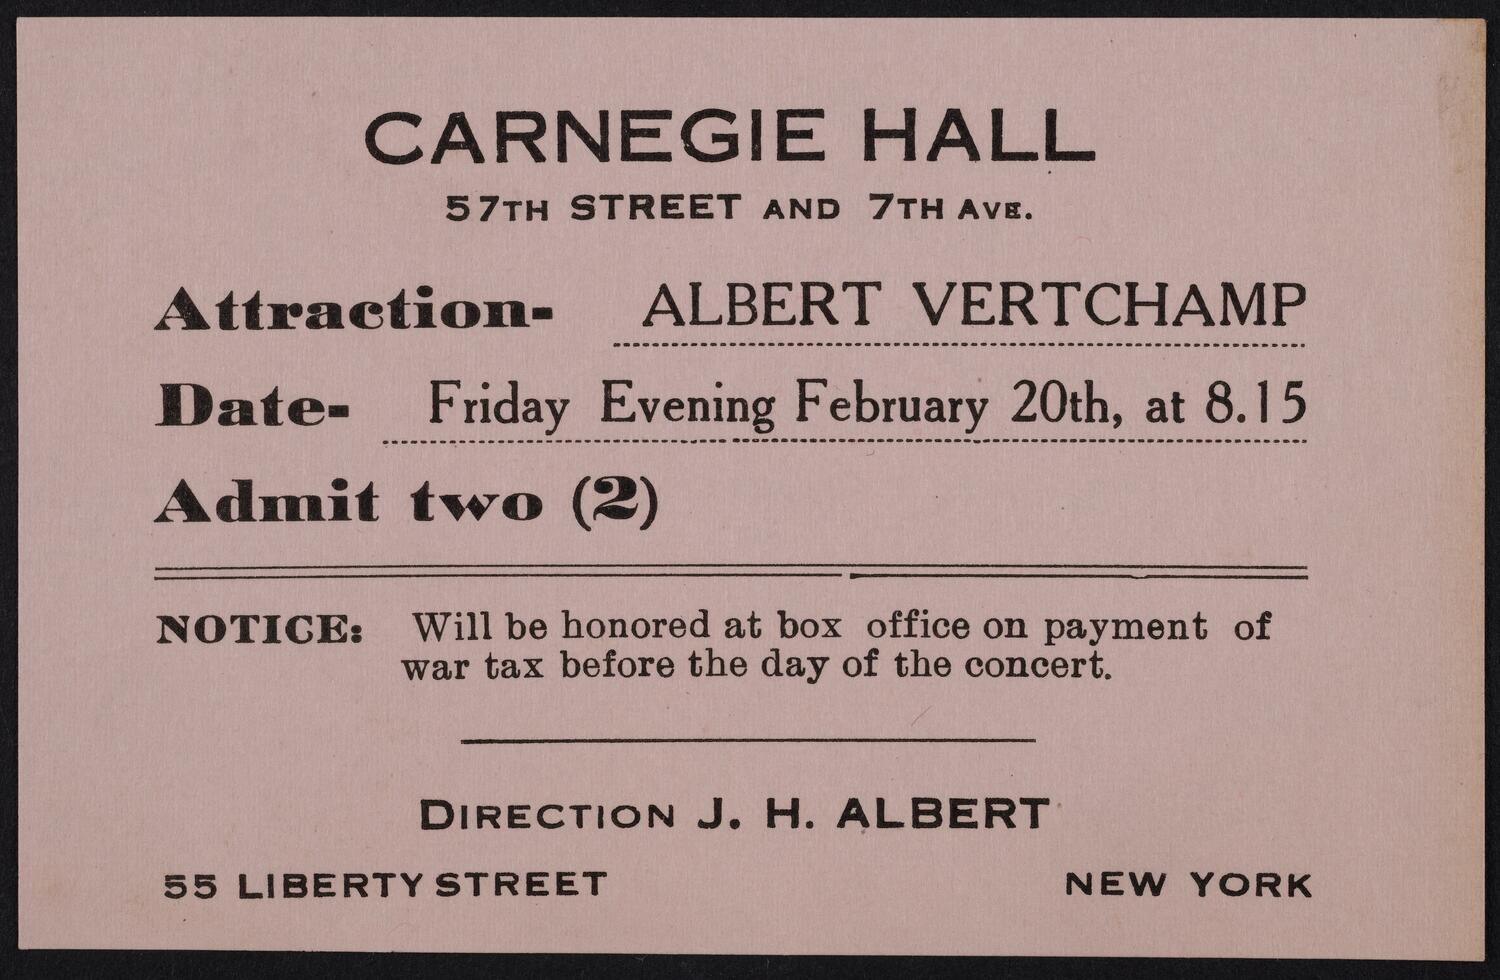 CARNEGIE HALL
57TH STREET AND 7TH AVE.
Attraction- ALBERT VERTCHAMP
Date- Friday Evening February 20th, at 8.15
Admit two (2)
NOTICE: Will be honored at box office on payment of
war tax before the day of the concert.
DIRECTION J. H. ALBERT
55 LIBERTY STREET NEW YORK